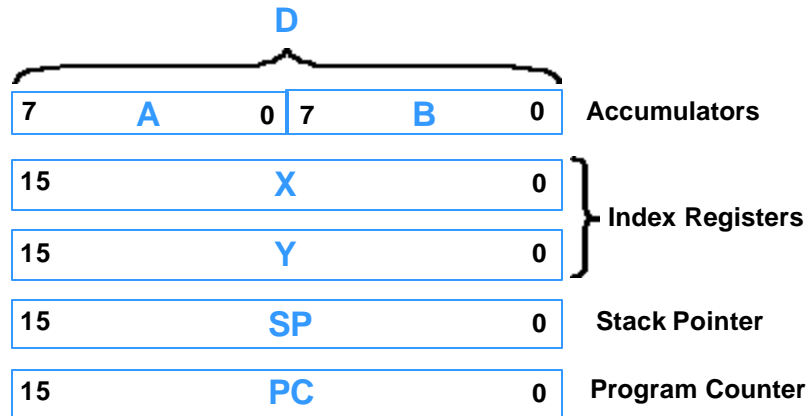 D
7 A 0 7 B 0 Accumulators
15 X 0
Index Registers
15 Y 0
15 SP 0 Stack Pointer
15 PC 0 Program Counter